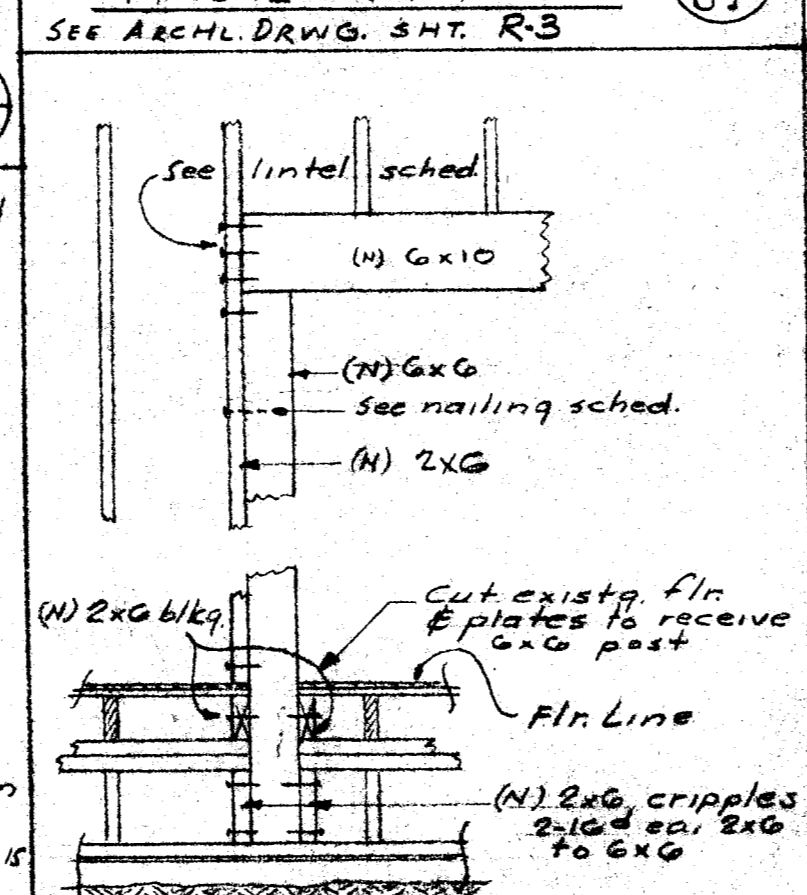 SEE ARCHL. DRWG. SHT. R-3
See lintel sched.
(N) 6x10
(N) 6x6
See nailing sched.
(N) 2x6
(N) 2x6 blkg.
Cut existg. flr.
& plates to receive
6x6 post
Flr. Line
(N) 2x6 cripples
2-16d ea. 2x6
to 6x6
15